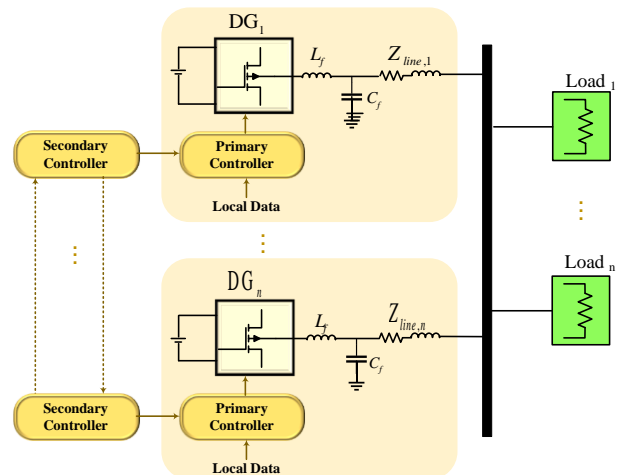 DG1
Lf
Zline,1
Cf
Load 1
Secondary
Controller
Primary
Controller
Local Data
DGn
Lf
Zline,n
Cf
Load n
Secondary
Controller
Primary
Controller
Local Data